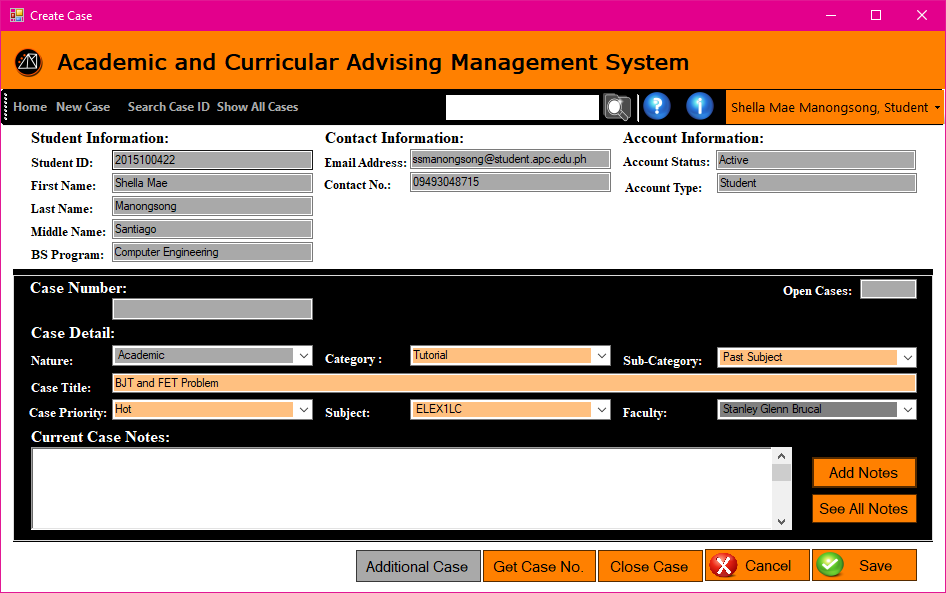 Create Case
Academic and Curricular Advising Management System
Home New Case Search Case ID Show All Cases Shella Mae Manongsong, Student
Student Information: Contact Information: Account Information:
Student ID: 2015100422 Email Address: ssmanongsong@student.apc.edu.ph Account Status: Active
First Name: Shella Mae Contact No.: 09493048715 Account Type: Student
Last Name: Manongsong
Middle Name: Santiago
BS Program: Computer Engineering
Case Number: Open Cases:
Case Detail:
Nature: Academic Category : Tutorial Sub-Category: Past Subject
Case Title: BJT and FET Problem
Case Priority: Hot Subject: ELEX1LC Faculty: Stanley Glenn Brucal
Current Case Notes:
Add Notes
See All Notes
Additional Case Get Case No. Close Case Cancel Save